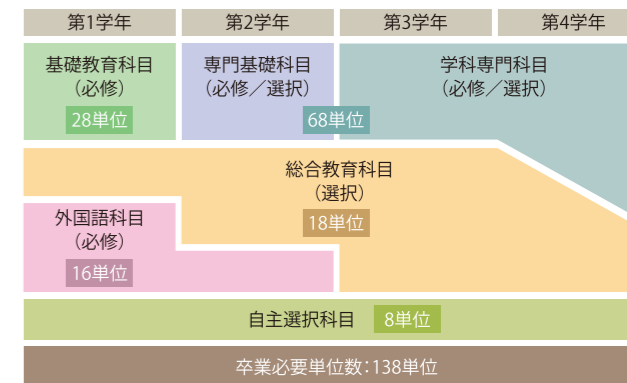 第1学年
第2学年
第3学年
第4学年
基礎教育科目
（必修）
28単位
専門基礎科目
（必修／選択）
学科専門科目
（必修／選択）
68単位
総合教育科目
（選択）
18単位
外国語科目
（必修）
16単位
自主選択科目 8単位
卒業必要単位数：138単位